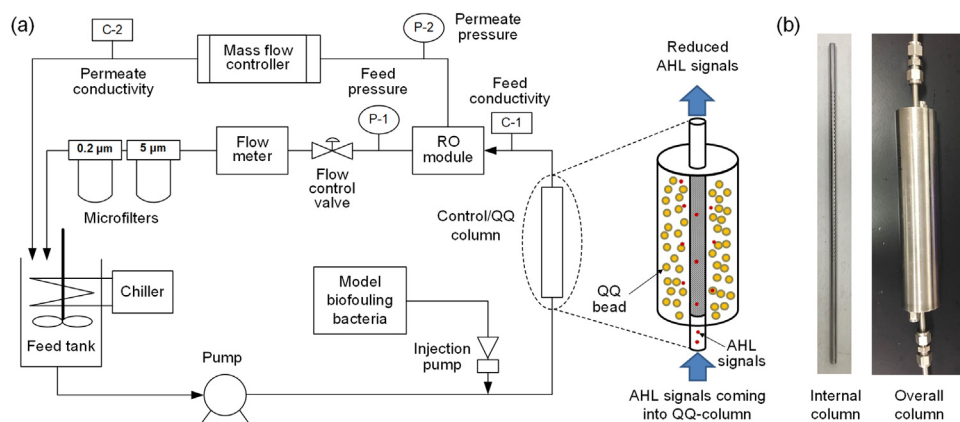 (a)
C-2
Permeate
conductivity
Mass flow
controller
P-2
Permeate
pressure
Feed
pressure
P-1
Feed
conductivity
C-1
0.2 μm
5 μm
Microfilters
Flow
meter
Flow
control
valve
RO
module
Control/QQ
column
Chiller
Feed tank
Model
biofouling
bacteria
Injection
pump
Pump
Reduced
AHL signals
QQ
bead
AHL
signals
AHL signals coming
into QQ-column
(b)
Internal
column
Overall
column